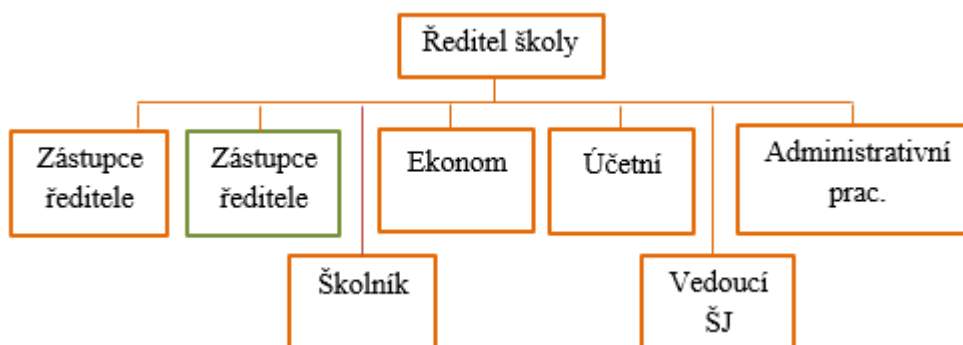 Ředitel školy
Zástupce
ředitele
Zástupce
ředitele
Ekonom
Účetní
Administrativní
prac.
Školník
Vedoucí
ŠJ